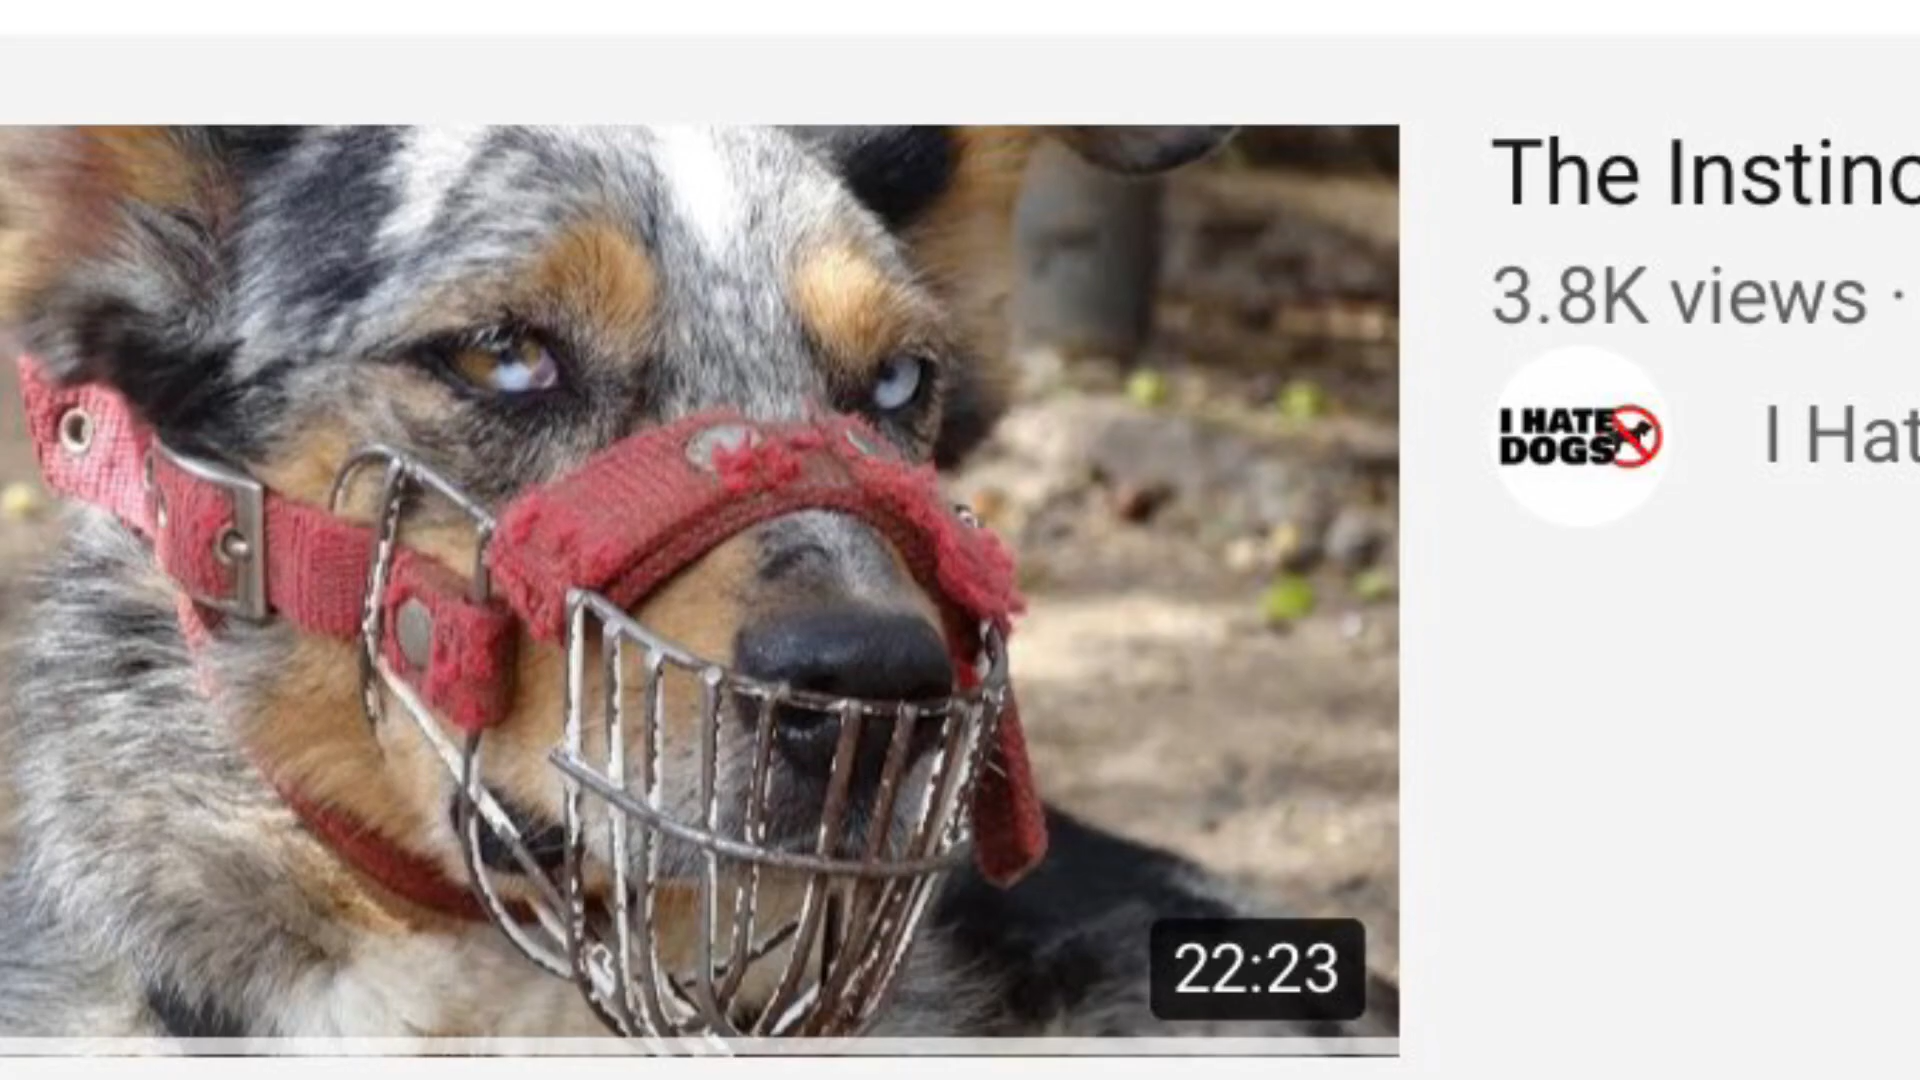 The Instinc
3.8K views ·
I HATE
DOGS
I Hat
22:23